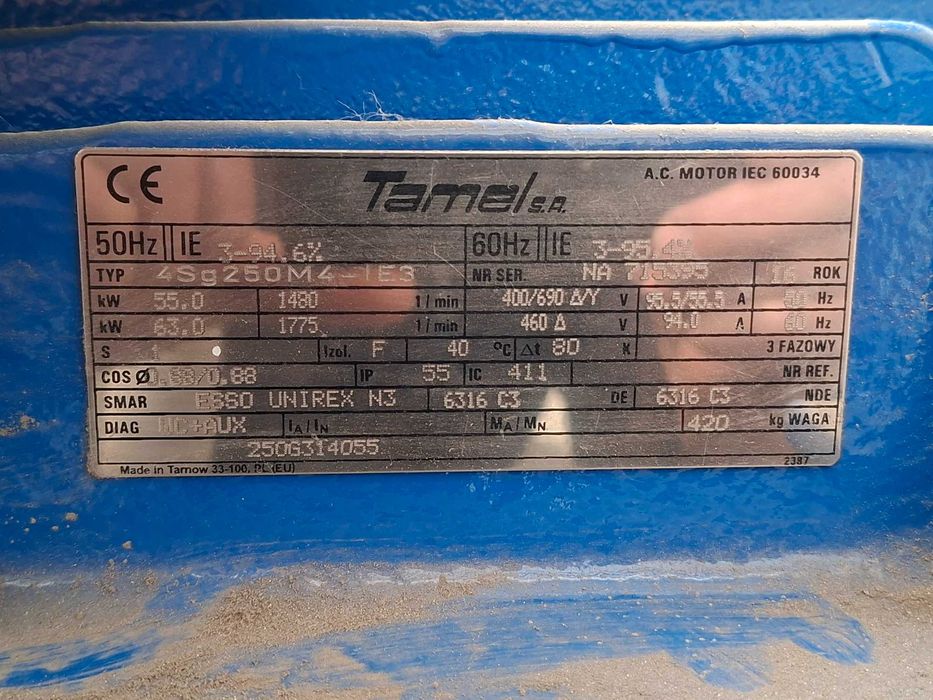 CE Tamel S.A. A.C. MOTOR IEC 60034
50Hz IE 3-94.6% 60Hz IE 3-95.4%
TYP 4Sg250M4-IE3 NR SER. NA 715395 16 ROK
kW 55.0 1480 1/min 400/690 Δ/Y V 95.5/55.5 A 50 Hz
kW 63.0 1775 1/min 460 Δ V 94.0 A 60 Hz
S 1 Izol. F 40 °C Δt 80 K 3 FAZOWY
COS Ø 0.88/0.88 IP 55 IC 411 NR REF.
SMAR ESSO UNIREX N3 6316 C3 DE 6316 C3 NDE
DIAG WC+AUX IA/IN MA/MN 420 kg WAGA
250G314055
Made in Tarnow 33-100, PL (EU) 2387